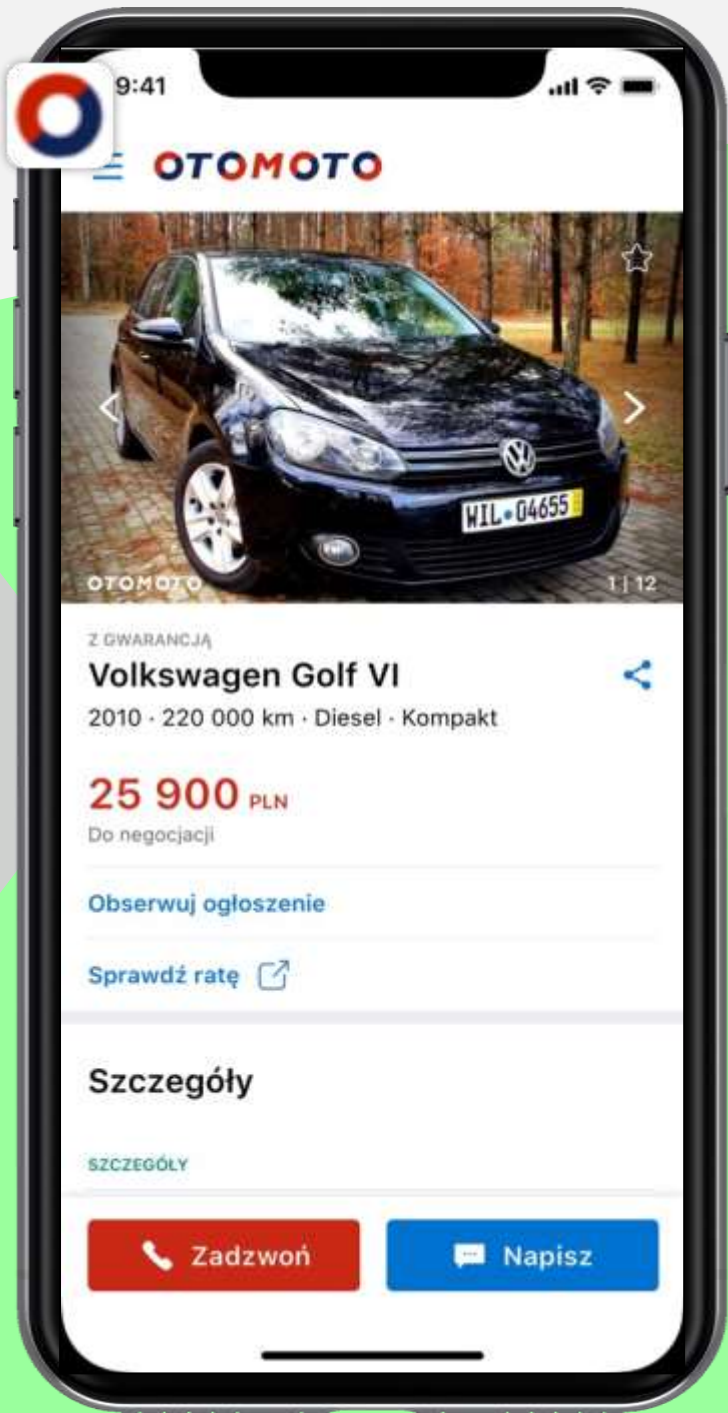 9:41
OTOMOTO
WIL 04655
OTOMOTO
1 | 12
Z GWARANCJĄ
Volkswagen Golf VI
2010 · 220 000 km · Diesel · Kompakt
25 900 PLN
Do negocjacji
Obserwuj ogłoszenie
Sprawdź ratę
Szczegóły
SZCZEGÓŁY
Zadzwoń
Napisz